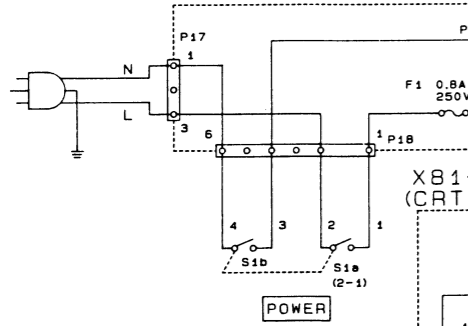 P17
P
1
N
F1 0.8A
250V
L
3
6
1
P18
X81-
(CRT
4
3
2
1
S1b
S1a
(2-1)
POWER